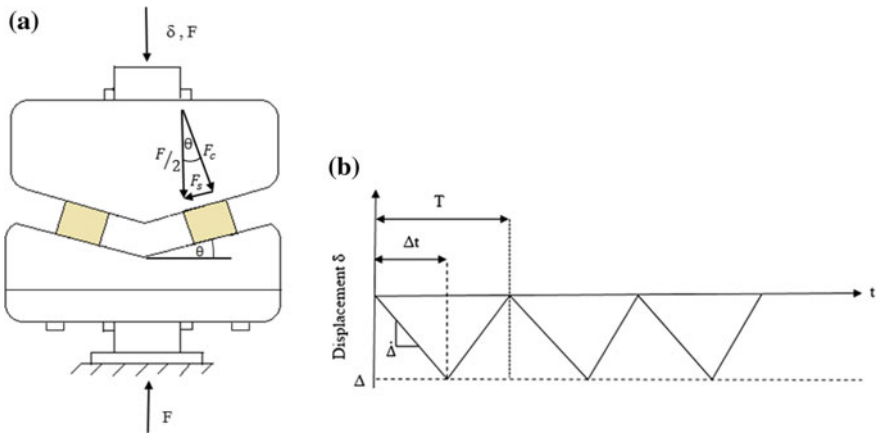 (a)
δ , F
θ
F/2
F_c
F_s
θ
F
(b)
T
Δt
t
Displacement δ
Δ̇
Δ